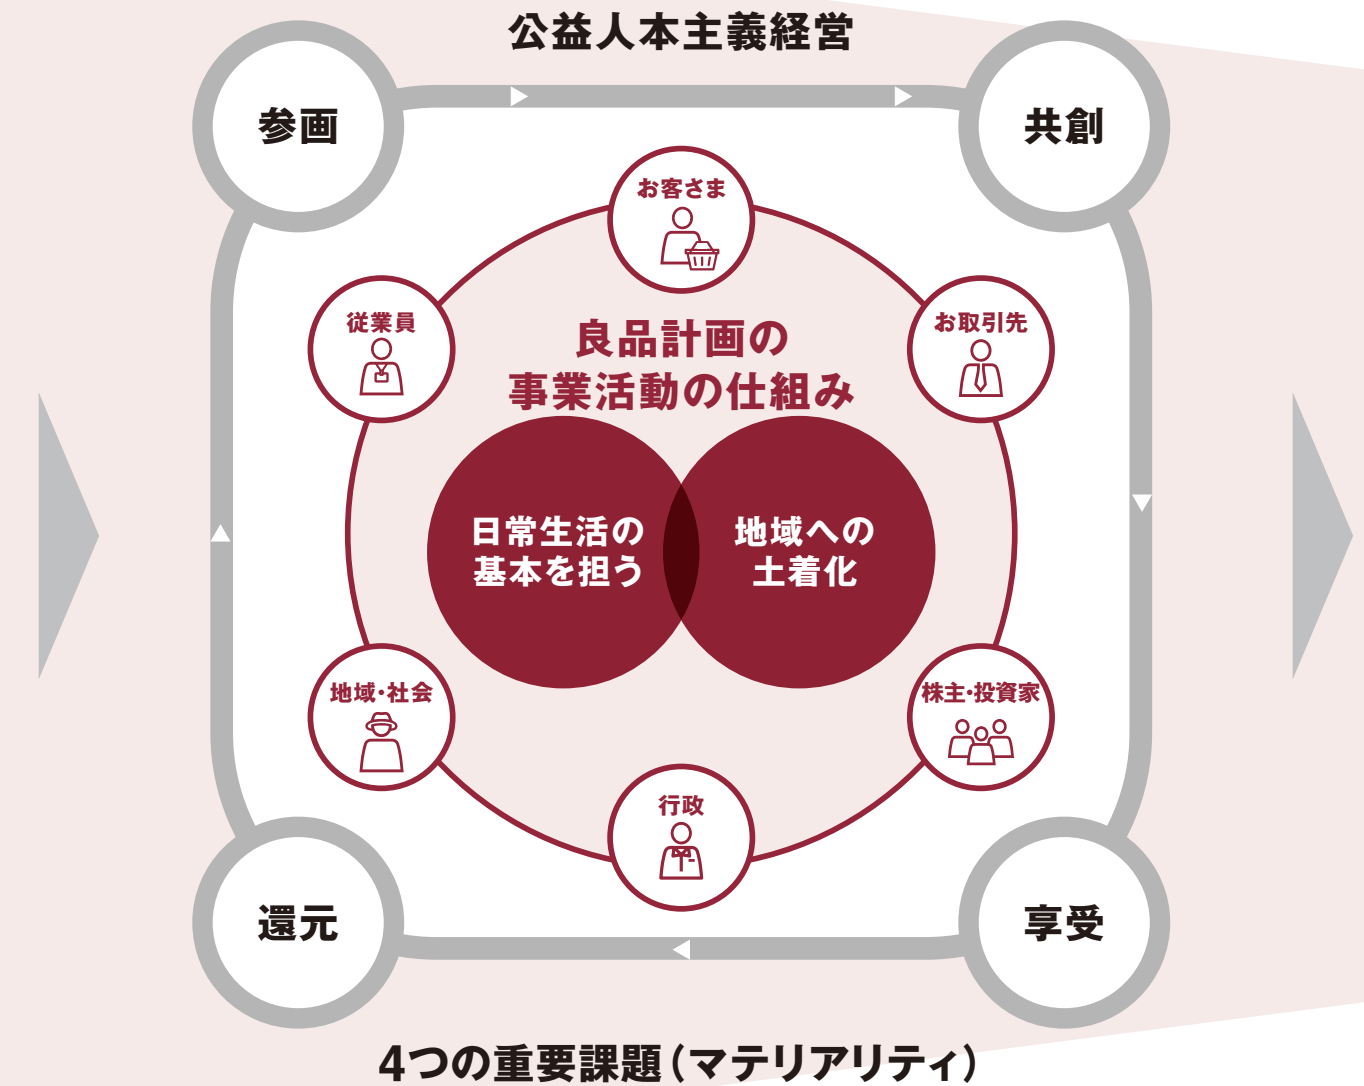 公益人本主義経営
参画
共創
お客さま
従業員
お取引先
良品計画の
事業活動の仕組み
日常生活の
基本を担う
地域への
土着化
地域・社会
株主・投資家
行政
還元
享受
4つの重要課題(マテリアリティ)